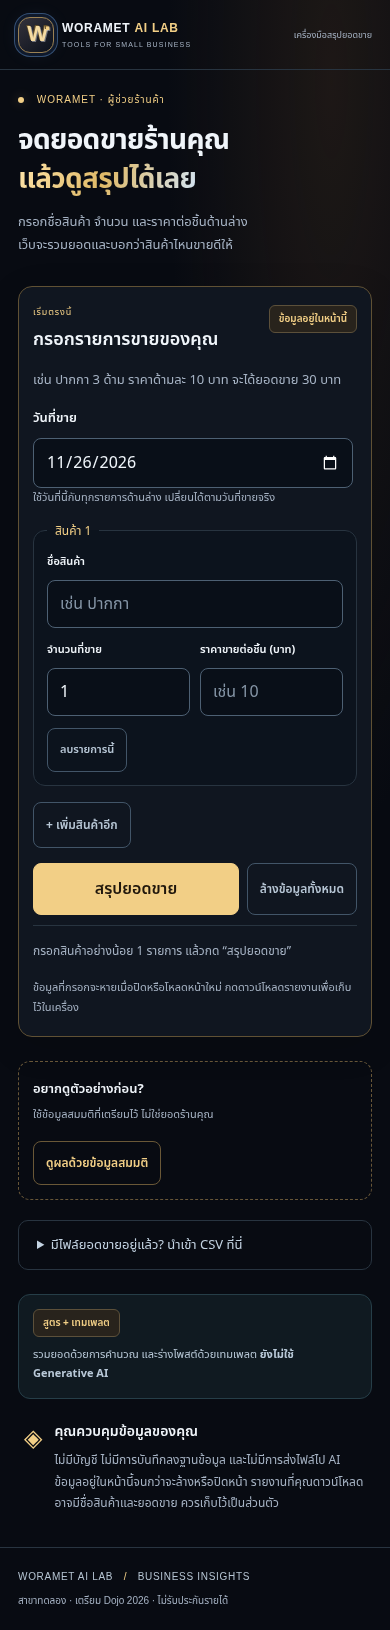 W WORAMET AI LAB
TOOLS FOR SMALL BUSINESS
เครื่องมือสรุปยอดขาย
WORAMET · ผู้ช่วยร้านค้า
จดยอดขายร้านคุณ
แล้วดูสรุปได้เลย
กรอกชื่อสินค้า จำนวน และราคาต่อชิ้นด้านล่าง
เว็บจะรวมยอดและบอกว่าสินค้าไหนขายดีให้
เริ่มตรงนี้
ข้อมูลอยู่ในหน้านี้
กรอกรายการขายของคุณ
เช่น ปากกา 3 ด้าม ราคาด้ามละ 10 บาท จะได้ยอดขาย 30 บาท
วันที่ขาย
11/26/2026
ใช้วันที่นี้กับทุกรายการด้านล่าง เปลี่ยนได้ตามวันที่ขายจริง
สินค้า 1
ชื่อสินค้า
เช่น ปากกา
จำนวนที่ขาย ราคาขายต่อชิ้น (บาท)
1 เช่น 10
ลบรายการนี้
+ เพิ่มสินค้าอีก
สรุปยอดขาย ล้างข้อมูลทั้งหมด
กรอกสินค้าอย่างน้อย 1 รายการ แล้วกด “สรุปยอดขาย”
ข้อมูลที่กรอกจะหายเมื่อปิดหรือโหลดหน้าใหม่ กดดาวน์โหลดรายงานเพื่อเก็บ
ไว้ในเครื่อง
อยากดูตัวอย่างก่อน?
ใช้ข้อมูลสมมติที่เตรียมไว้ ไม่ใช่ยอดร้านคุณ
ดูผลด้วยข้อมูลสมมติ
มีไฟล์ยอดขายอยู่แล้ว? นำเข้า CSV ที่นี่
สูตร + เทมเพลต
รวมยอดด้วยการคำนวณ และร่างโพสต์ด้วยเทมเพลต ยังไม่ใช้
Generative AI
คุณควบคุมข้อมูลของคุณ
ไม่มีบัญชี ไม่มีการบันทึกลงฐานข้อมูล และไม่มีการส่งไฟล์ไป AI
ข้อมูลอยู่ในหน้านี้จนกว่าจะล้างหรือปิดหน้า รายงานที่คุณดาวน์โหลด
อาจมีชื่อสินค้าและยอดขาย ควรเก็บไว้เป็นส่วนตัว
WORAMET AI LAB / BUSINESS INSIGHTS
สาขาทดลอง · เตรียม Dojo 2026 · ไม่รับประกันรายได้